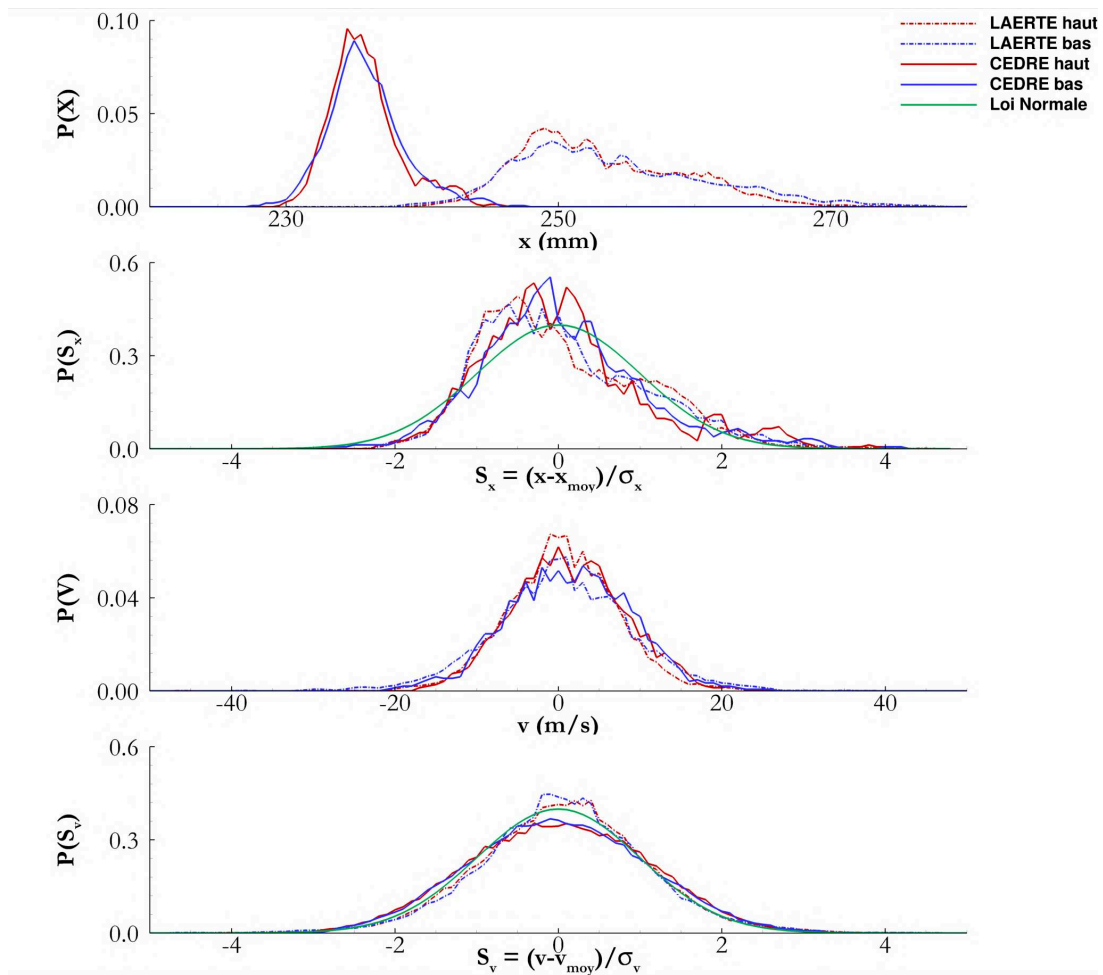 LAERTE haut
LAERTE bas
CEDRE haut
CEDRE bas
Loi Normale
0.10
0.05
0.00
P(X)
230 250 270
x (mm)
0.6
0.3
0.0
P(Sx)
-4 -2 0 2 4
Sx = (x-xmoy)/σx
0.08
0.04
0.00
P(V)
-40 -20 0 20 40
v (m/s)
0.6
0.3
0.0
P(Sv)
-4 -2 0 2 4
Sv = (v-vmoy)/σv